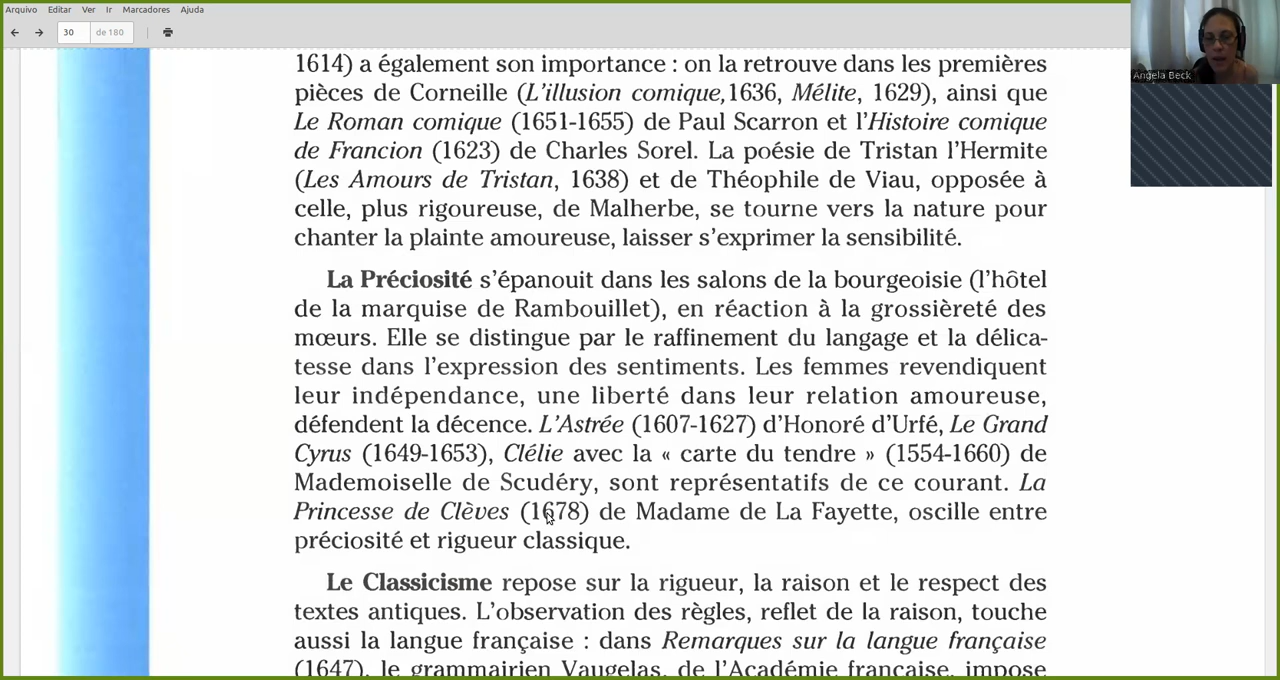 Arquivo Editar Ver Ir Marcadores Ajuda
30 de 180
Angela Beck
1614) a également son importance : on la retrouve dans les premières
pièces de Corneille (L'illusion comique,1636, Mélite, 1629), ainsi que
Le Roman comique (1651-1655) de Paul Scarron et l'Histoire comique
de Francion (1623) de Charles Sorel. La poésie de Tristan l'Hermite
(Les Amours de Tristan, 1638) et de Théophile de Viau, opposée à
celle, plus rigoureuse, de Malherbe, se tourne vers la nature pour
chanter la plainte amoureuse, laisser s'exprimer la sensibilité.
La Préciosité s'épanouit dans les salons de la bourgeoisie (l'hôtel
de la marquise de Rambouillet), en réaction à la grossièreté des
mœurs. Elle se distingue par le raffinement du langage et la délica-
tesse dans l'expression des sentiments. Les femmes revendiquent
leur indépendance, une liberté dans leur relation amoureuse,
défendent la décence. L'Astrée (1607-1627) d'Honoré d'Urfé, Le Grand
Cyrus (1649-1653), Clélie avec la « carte du tendre » (1554-1660) de
Mademoiselle de Scudéry, sont représentatifs de ce courant. La
Princesse de Clèves (1678) de Madame de La Fayette, oscille entre
préciosité et rigueur classique.
Le Classicisme repose sur la rigueur, la raison et le respect des
textes antiques. L'observation des règles, reflet de la raison, touche
aussi la langue française : dans Remarques sur la langue française
(1647), le grammairien Vaugelas, de l'Académie française, impose